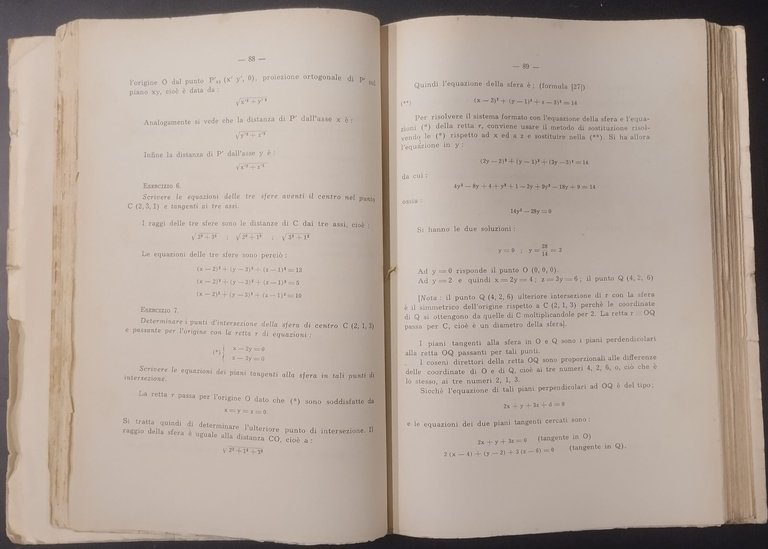 — 88 —
l'origine O dal punto P'xy (x' y', 0), proiezione ortogonale di P' sul
piano xy, cioè è data da :
√x'² + y'²
Analogamente si vede che la distanza di P' dall'asse x è :
√y'² + z'²
Infine la distanza di P' dall'asse y è :
√x'² + z'²
Esercizio 6.
Scrivere le equazioni delle tre sfere aventi il centro nel punto
C (2, 3, 1) e tangenti ai tre assi.
I raggi delle tre sfere sono le distanze di C dai tre assi, cioè :
√2² + 3² ; √2² + 1² ; √3² + 1²
Le equazioni delle tre sfere sono perciò :
(x — 2)² + (y — 3)² + (z — 1)² = 13
(x — 2)² + (y — 3)² + (z — 1)² = 5
(x — 2)² + (y — 3)² + (z — 1)² = 10
Esercizio 7.
Determinare i punti d'intersezione della sfera di centro C (2, 1, 3)
e passante per l'origine con la retta r di equazioni :
(*) { x — 2y = 0
z — 3y = 0
Scrivere le equazioni dei piani tangenti alla sfera in tali punti di
intersezione.
La retta r passa per l'origine O dato che (*) sono soddisfatte da
x = y = z = 0.
Si tratta quindi di determinare l'ulteriore punto di intersezione. Il
raggio della sfera è uguale alla distanza CO, cioè a :
√2² + 1² + 3²
— 89 —
Quindi l'equazione della sfera è ; (formula [27])
(**) (x — 2)² + (y — 1)² + z — 3)² = 14
Per risolvere il sistema formato con l'equazione della sfera e l'equa-
zioni (*) della retta r, conviene usare il metodo di sostituzione risol-
vendo le (*) rispetto ad x ed a z e sostituire nella (**). Si ha allora
l'equazione in y :
(2y — 2)² + (y — 1)² + (3y — 3)² = 14
da cui :
4y² — 8y + 4 + y² + 1 — 2y + 9y² — 18y + 9 = 14
ossia :
14y² — 28y = 0
Si hanno le due soluzioni :
y = 0 ; y = 28/14 = 2
Ad y = 0 risponde il punto O (0, 0, 0).
Ad y = 2 e quindi x = 2y = 4 ; z = 3y = 6 ; il punto Q (4, 2, 6)
[Nota : il punto Q (4, 2, 6) ulteriore intersezione di r con la sfera
è il simmetrico dell'origine rispetto a C (2, 1, 3) perchè le coordinate
di Q si ottengono da quelle di C moltiplicandole per 2. La retta r OQ
passa per C, cioè è un diametro della sfera].
I piani tangenti alla sfera in O e Q sono i piani perdendicolari
alla retta OQ passanti per tali punti.
I coseni direttori della retta OQ sono proporzionali alle differenze
delle coordinate di O e di Q, cioè ai tre numeri 4, 2, 6, o, ciò che è
lo stesso, ai tre numeri 2, 1, 3.
Sicchè l'equazione di tali piani perpendicolari ad OQ è del tipo ;
2x + y + 3z + d = 0
e le equazioni dei due piani tangenti cercati sono :
2x + y + 3z = 0 (tangente in O)
2 (x — 4) + (y — 2) + 3 (z — 6) = 0 (tangente in Q).